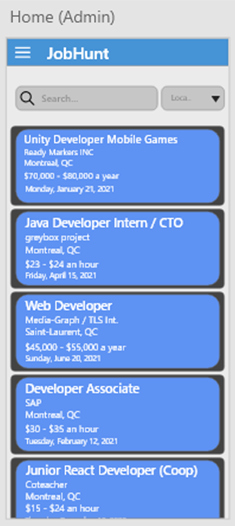 Home (Admin)
JobHunt
Search...
Loca..
Unity Developer Mobile Games
Ready Markers INC
Montreal, QC
$70,000 - $80,000 a year
Monday, January 21, 2021
Java Developer Intern / CTO
greybox project
Montreal, QC
$23 - $24 an hour
Friday, April 15, 2021
Web Developer
Media-Graph / TLS Int.
Saint-Laurent, QC
$45,000 - $55,000 a year
Sunday, June 20, 2021
Developer Associate
SAP
Montreal, QC
$30 - $35 an hour
Tuesday, February 12, 2021
Junior React Developer (Coop)
Coteacher
Montreal, QC
$15 - $24 an hour